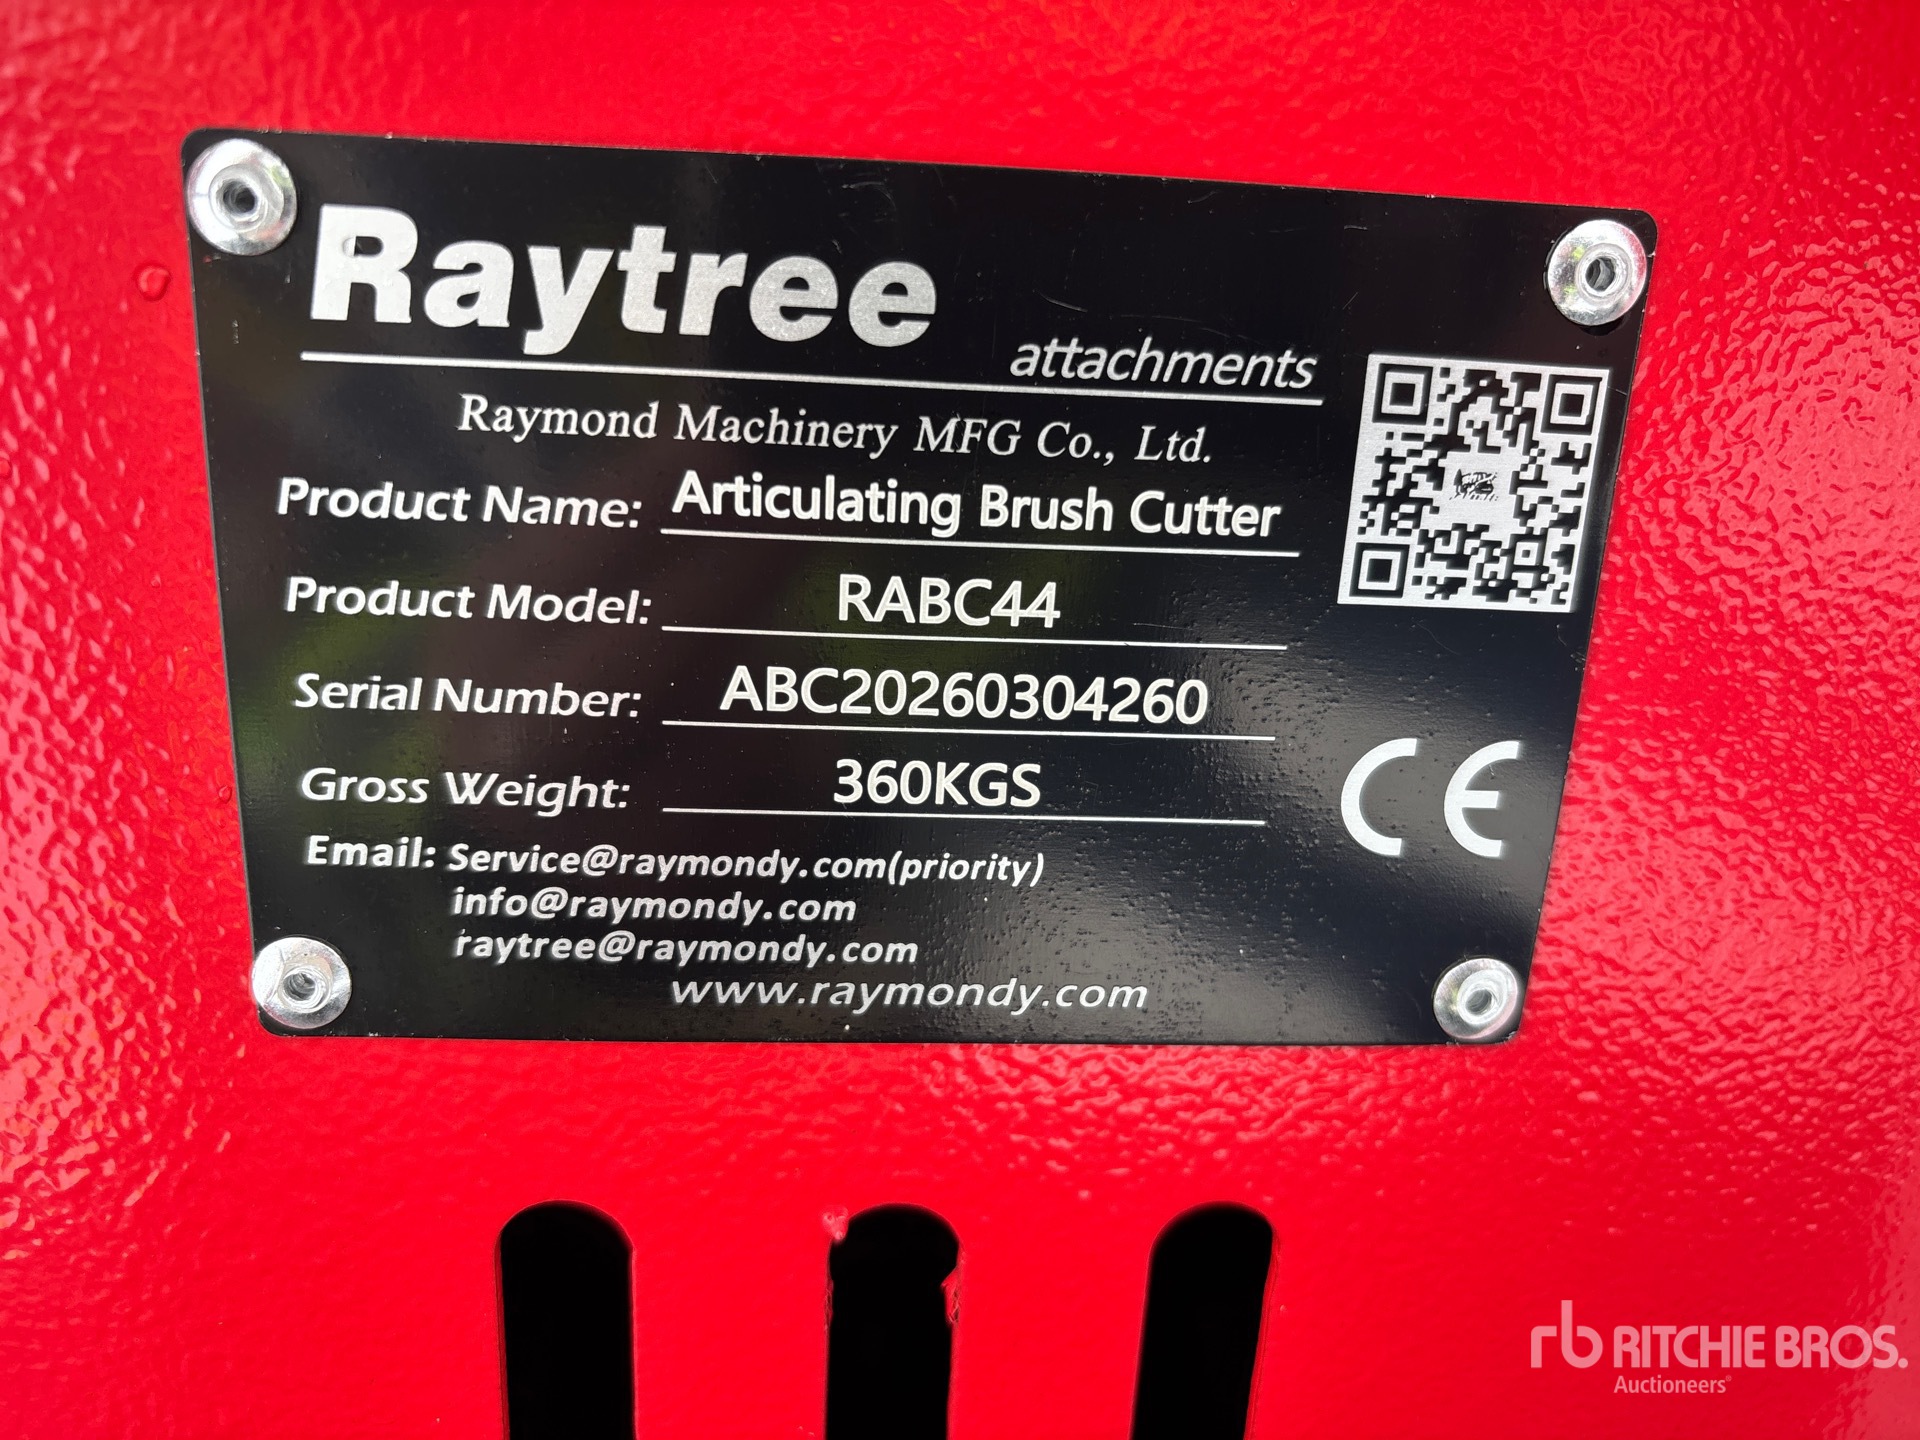 Raytree
attachments
Raymond Machinery MFG Co., Ltd.
Product Name: Articulating Brush Cutter
Product Model: RABC44
Serial Number: ABC20260304260
Gross Weight: 360KGS
CE
Email: Service@raymondy.com(priority)
info@raymondy.com
raytree@raymondy.com
www.raymondy.com
rb RITCHIE BROS.
Auctioneers